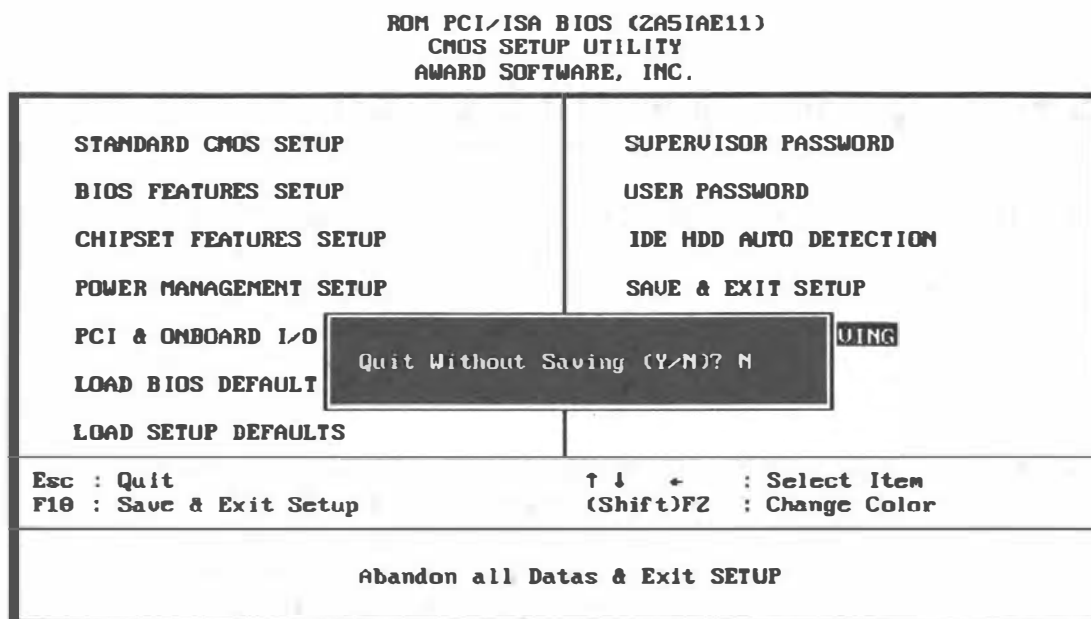 ROM PCI/ISA BIOS (2A5IAE11)
CMOS SETUP UTILITY
AWARD SOFTWARE, INC.
STANDARD CMOS SETUP
BIOS FEATURES SETUP
CHIPSET FEATURES SETUP
POWER MANAGEMENT SETUP
PCI & ONBOARD I/O
LOAD BIOS DEFAULT
LOAD SETUP DEFAULTS
SUPERVISOR PASSWORD
USER PASSWORD
IDE HDD AUTO DETECTION
SAVE & EXIT SETUP
VING
Quit Without Saving (Y/N)? N
Esc : Quit
F10 : Save & Exit Setup
↑ ↓ ← : Select Item
(Shift)F2 : Change Color
Abandon all Datas & Exit SETUP